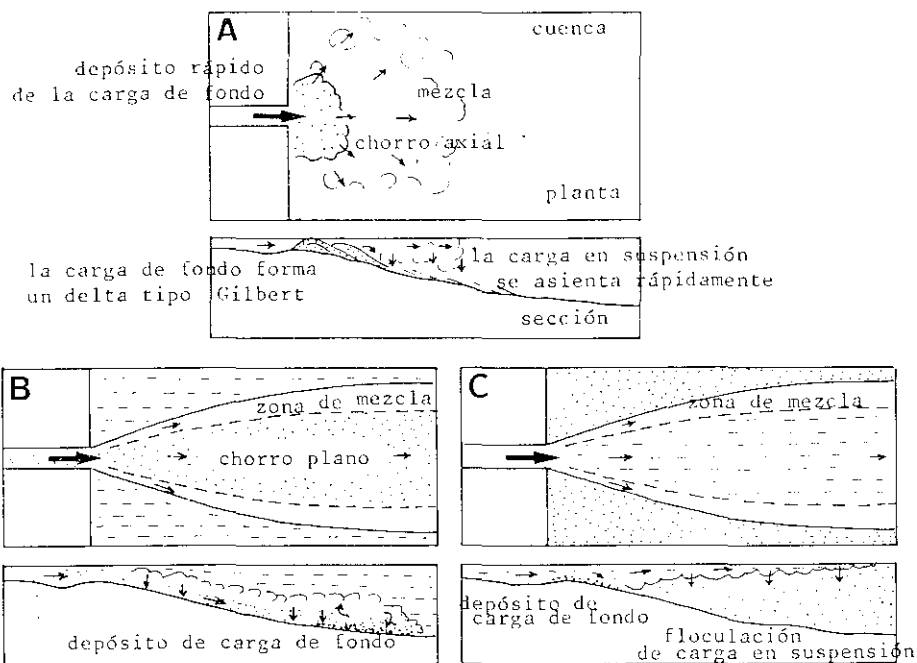 A
cuenca
depósito rápido
de la carga de fondo
mezcla
chorro axial
planta
la carga de fondo forma
un delta tipo Gilbert
la carga en suspensión
se asienta rápidamente
sección
B
zona de mezcla
chorro plano
depósito de carga de fondo
C
zona de mezcla
depósito de
carga de fondo
floculación
de carga en suspensión